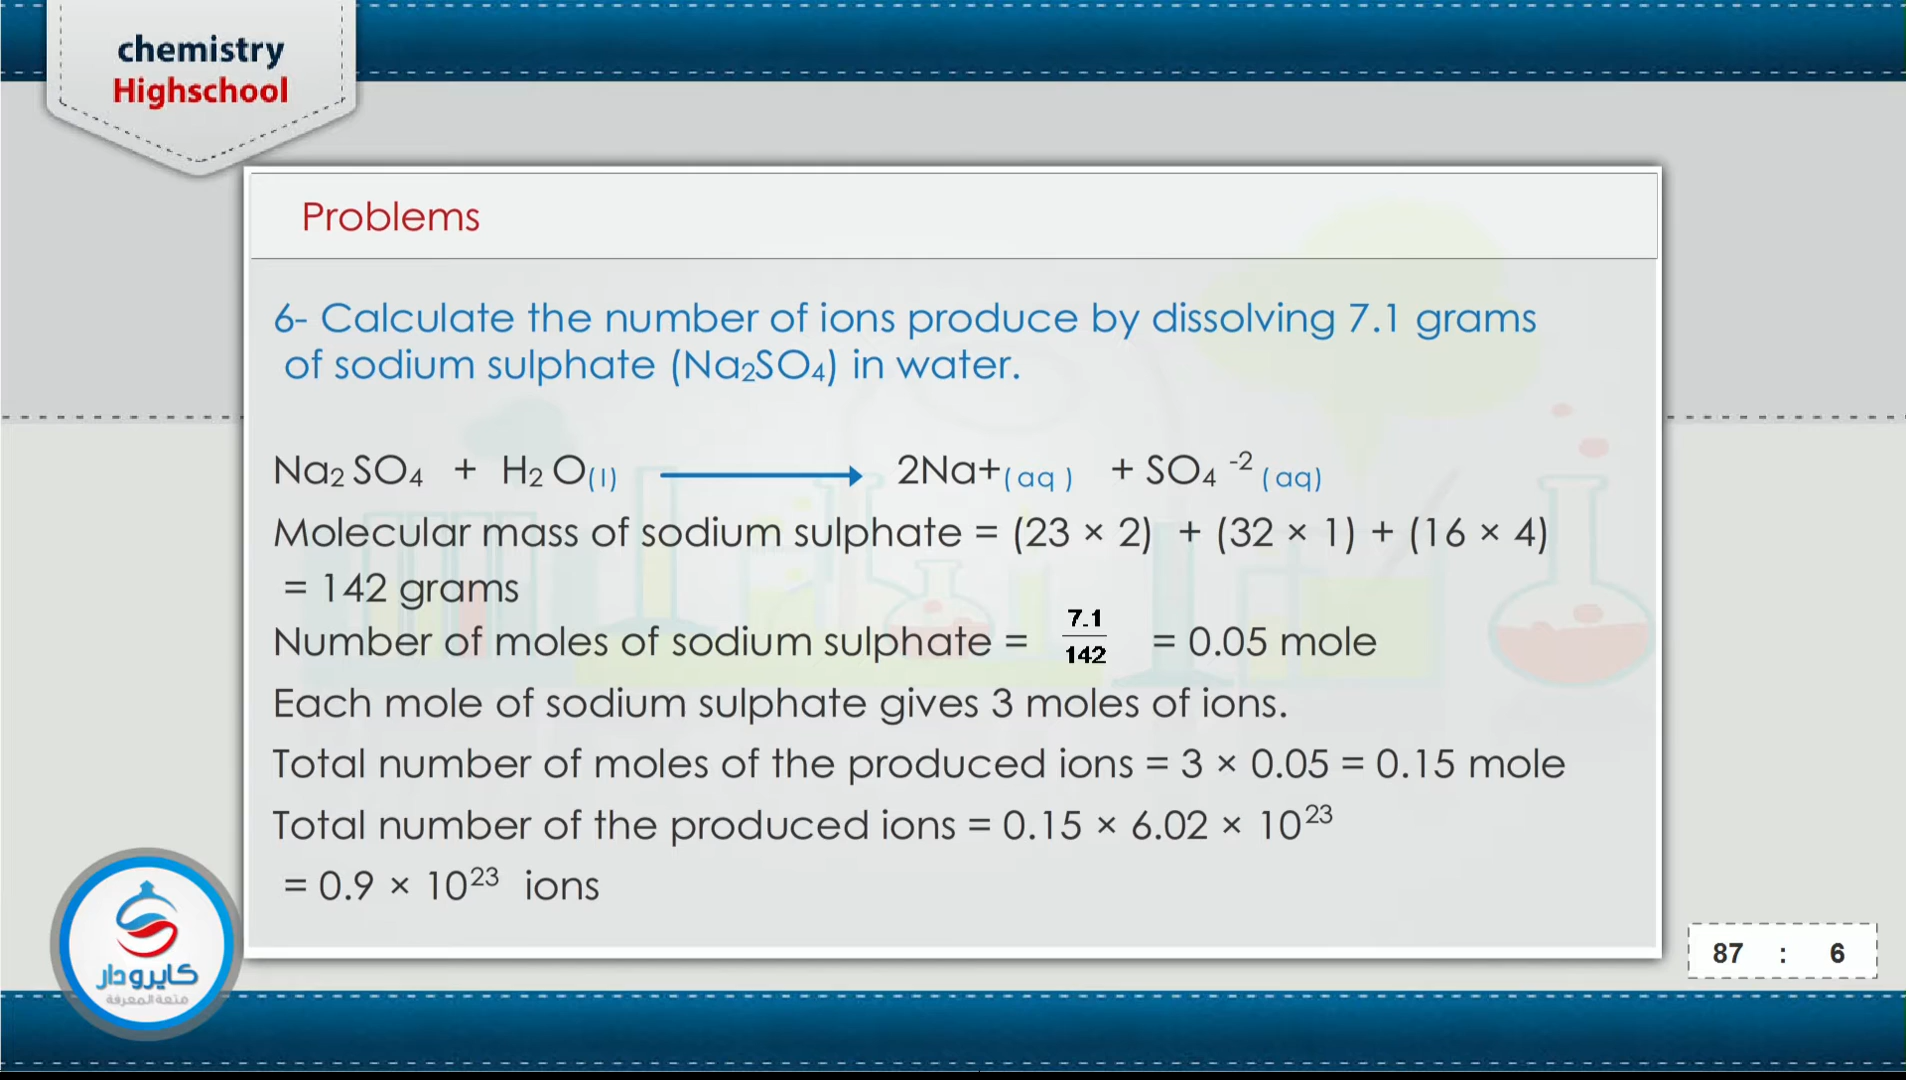 chemistry
Highschool
Problems
6- Calculate the number of ions produce by dissolving 7.1 grams
of sodium sulphate (Na₂SO₄) in water.
Na₂ SO₄ + H₂ O(l) → 2Na+(aq) + SO₄ ⁻²(aq)
Molecular mass of sodium sulphate = (23 × 2) + (32 × 1) + (16 × 4)
= 142 grams
Number of moles of sodium sulphate = 7.1/142 = 0.05 mole
Each mole of sodium sulphate gives 3 moles of ions.
Total number of moles of the produced ions = 3 × 0.05 = 0.15 mole
Total number of the produced ions = 0.15 × 6.02 × 10²³
= 0.9 × 10²³ ions
كايرودار
متعة المعرفة
87 : 6